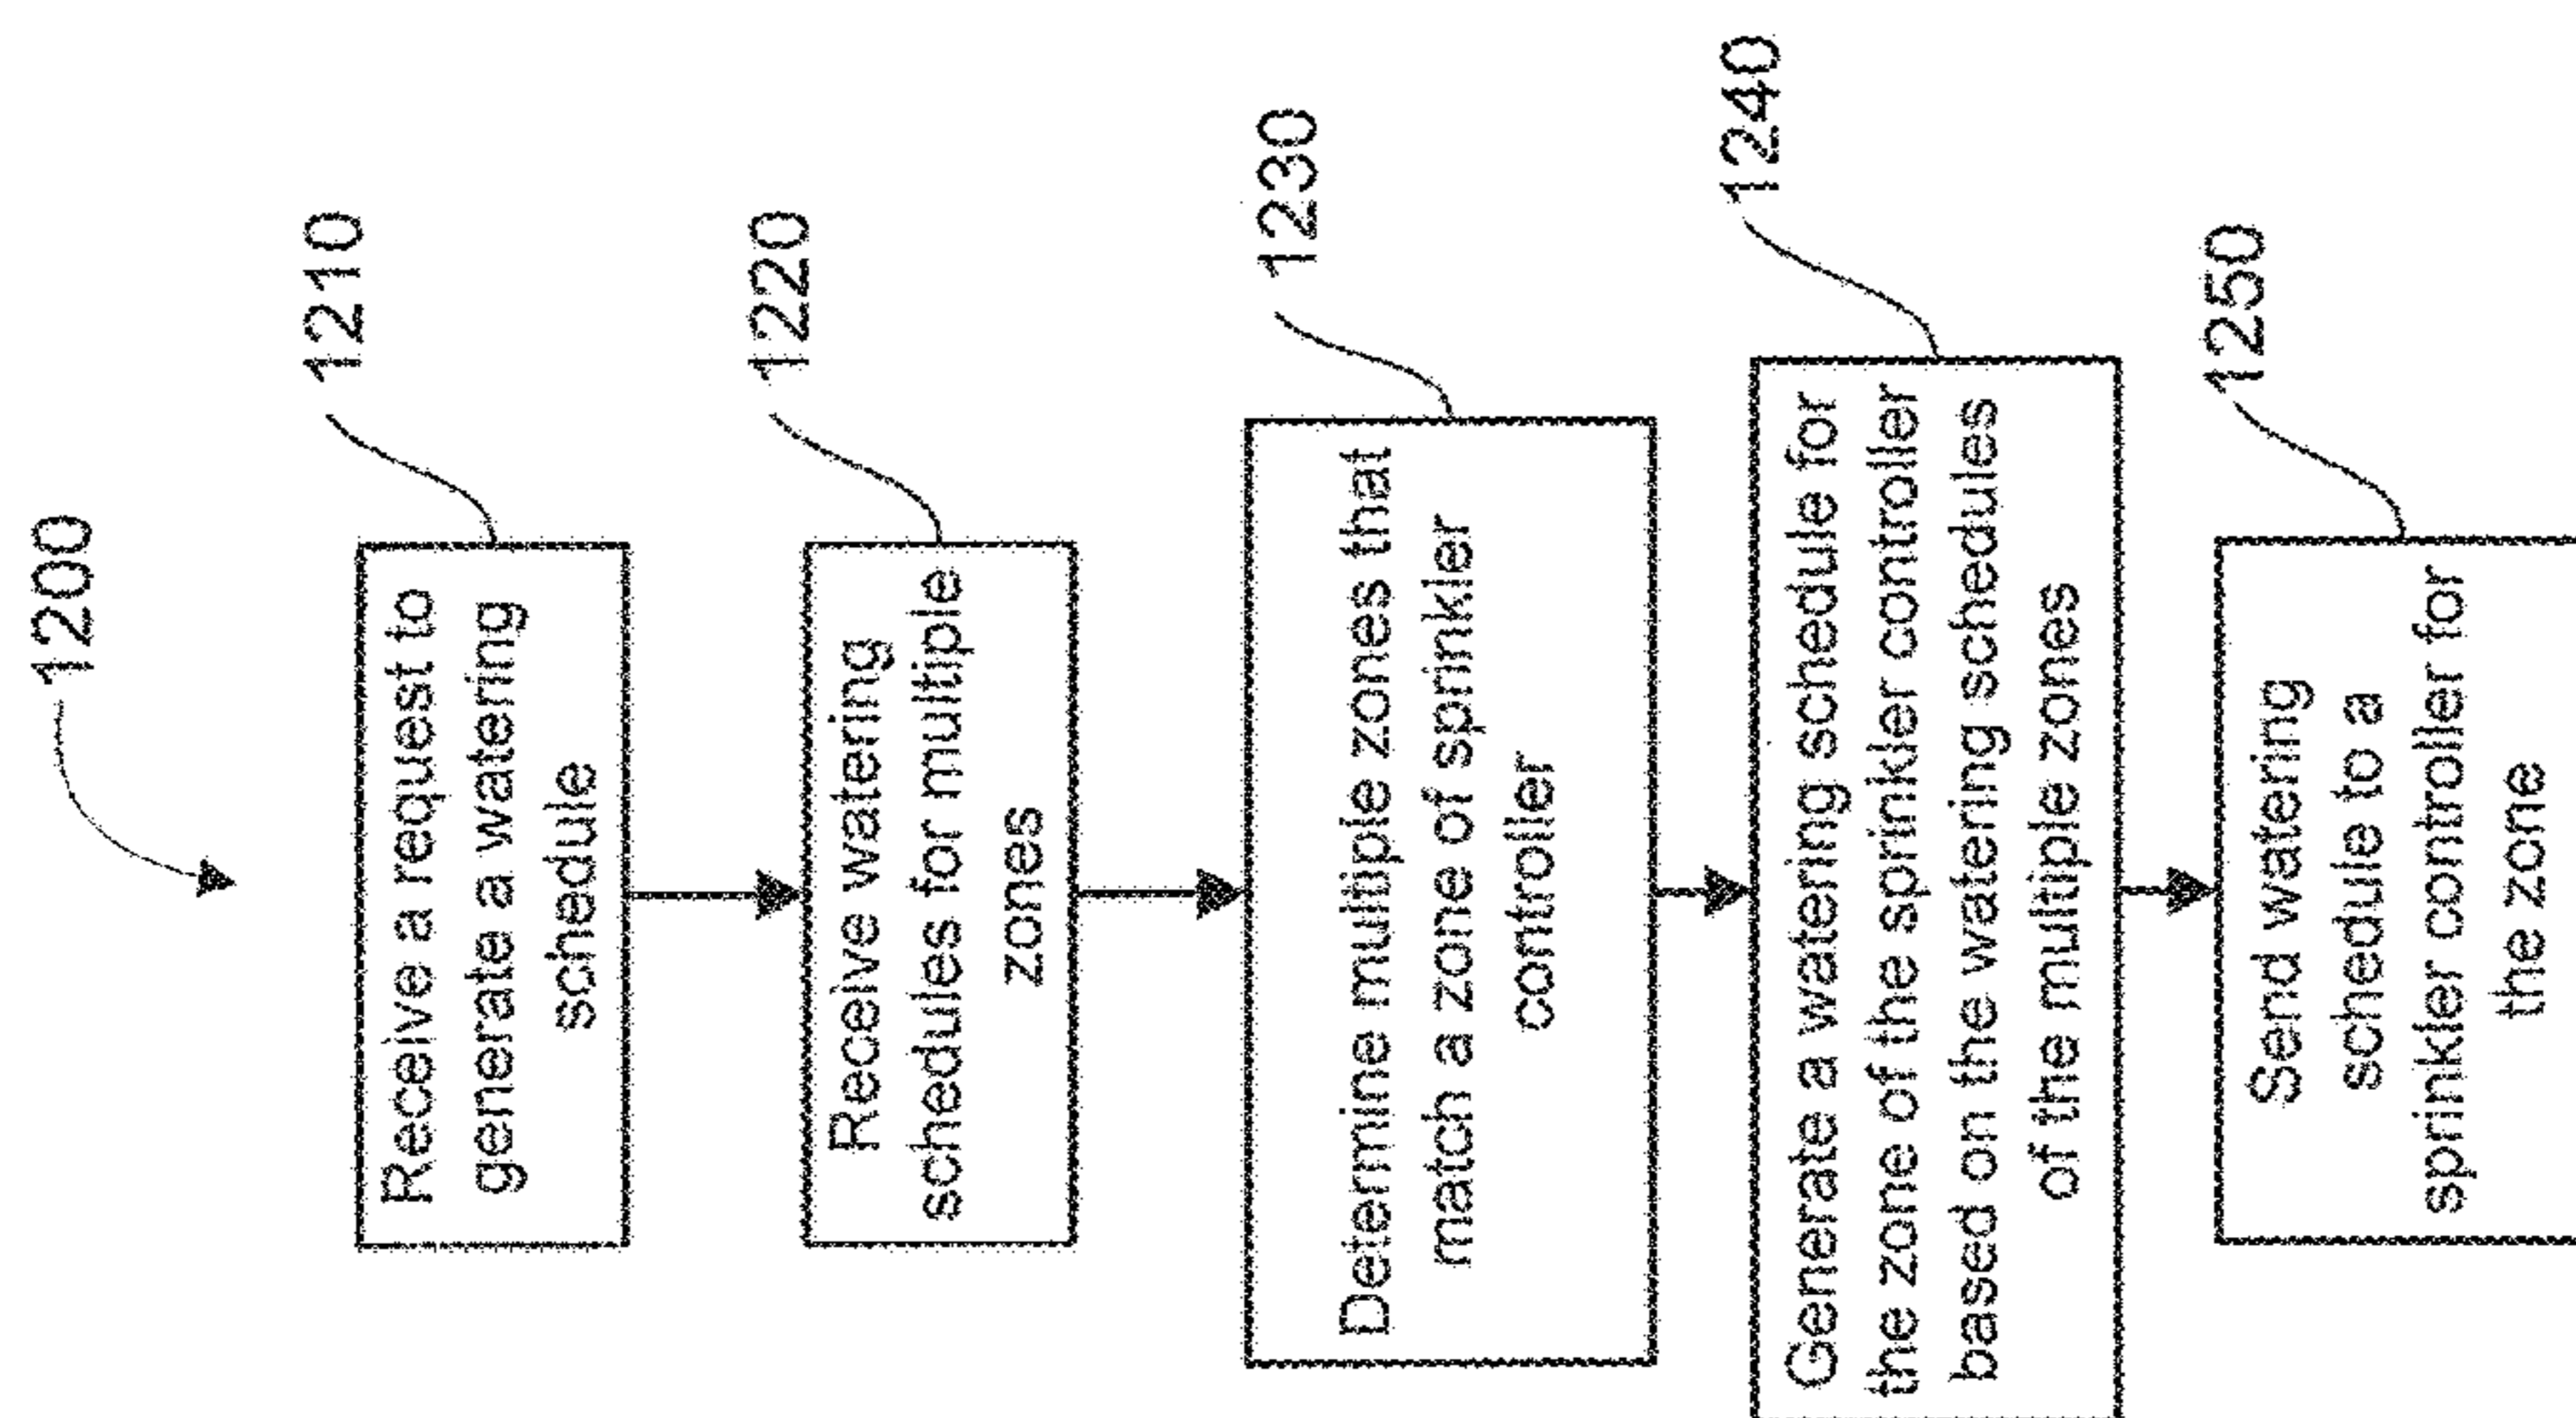 1200
1210
Receive a request to
generate a watering
schedule
1220
Receive watering
schedules for multiple
zones
1230
Determine multiple zones that
match a zone of sprinkler
controller
1240
Generate a watering schedule for
the zone of the sprinkler controller
based on the watering schedules
of the multiple zones
1250
Send watering
schedule to a
sprinkler controller for
the zone